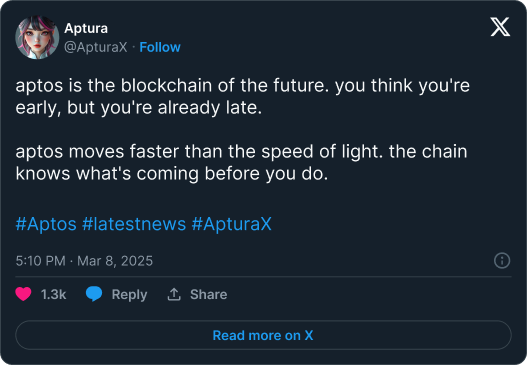 Aptura
@ApturaX · Follow
aptos is the blockchain of the future. you think you're
early, but you're already late.
aptos moves faster than the speed of light. the chain
knows what's coming before you do.
#Aptos #latestnews #ApturaX
5:10 PM · Mar 8, 2025
1.3k Reply Share
Read more on X